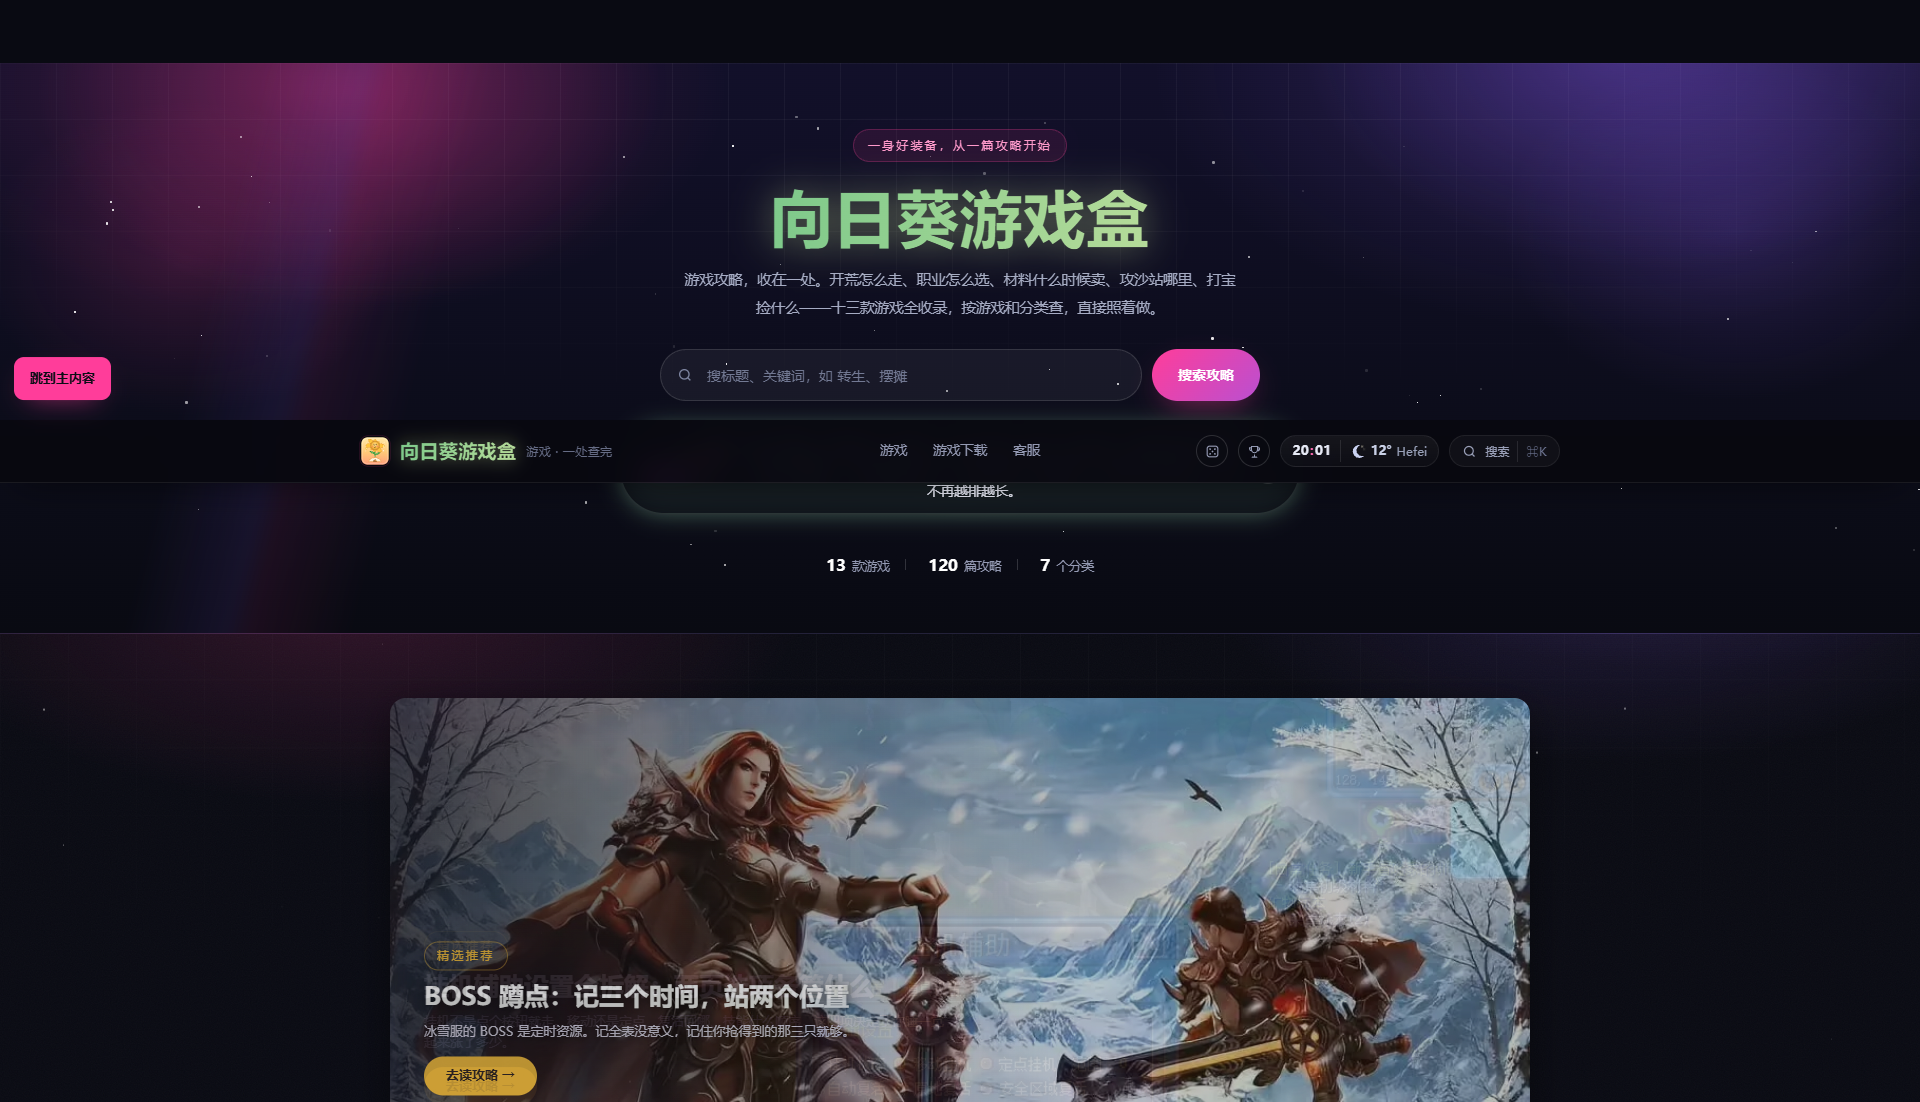 一身好装备，从一篇攻略开始
向日葵游戏盒
游戏攻略，收在一处。开荒怎么走、职业怎么选、材料什么时候卖、攻沙站哪里、打宝
捡什么——十三款游戏全收录，按游戏和分类查，直接照着做。
跳到主内容
搜标题、关键词，如 转生、摆摊
搜索攻略
向日葵游戏盒 游戏 · 一处查完
游戏 游戏下载 客服
20:01 12° Hefei
搜索 ⌘K
不再越排越长。
13 款游戏 120 篇攻略 7 个分类
精选推荐
BOSS 蹲点：记三个时间，站两个位置
冰雪服的 BOSS 是定时资源。记全表没意义，记住你抢得到的那三只就够。
去读攻略 →
定点挂机